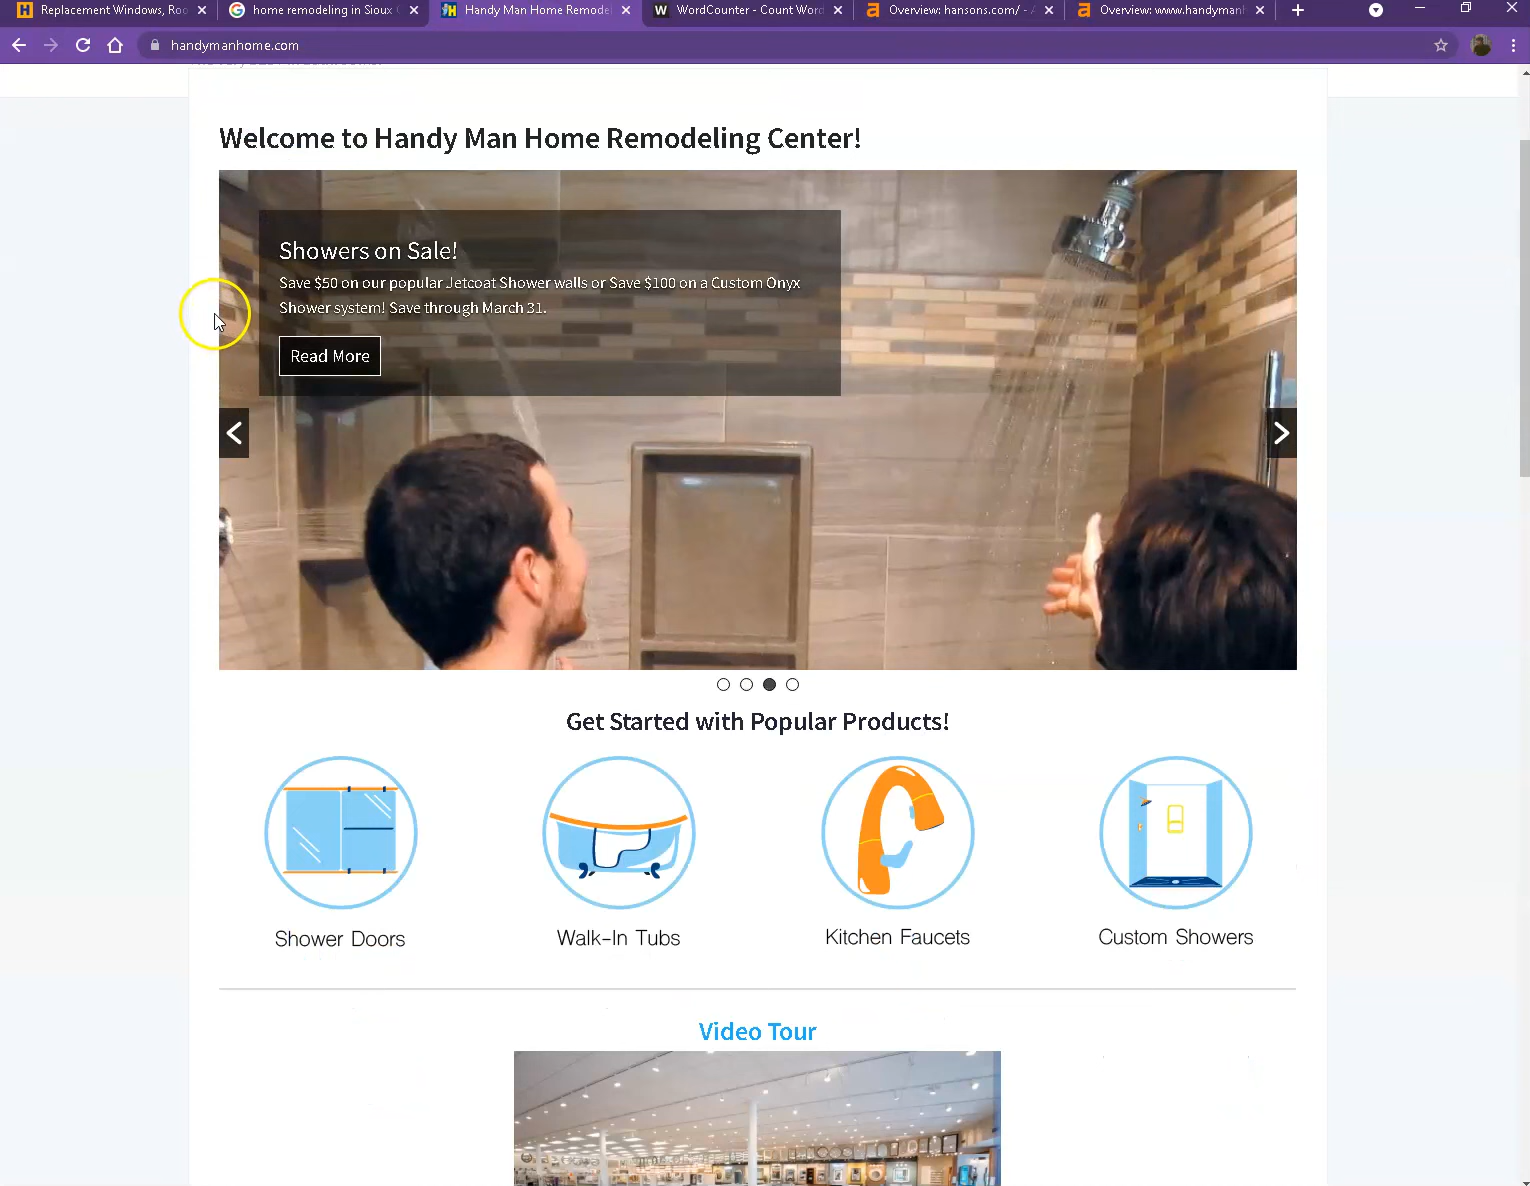 Replacement Windows, Roo
home remodeling in Sioux
Handy Man Home Remode
WordCounter - Count Word
Overview: hansons.com/ -
Overview: www.handyman
handymanhome.com
Welcome to Handy Man Home Remodeling Center!
Showers on Sale!
Save $50 on our popular Jetcoat Shower walls or Save $100 on a Custom Onyx
Shower system! Save through March 31.
Read More
Get Started with Popular Products!
Shower Doors
Walk-In Tubs
Kitchen Faucets
Custom Showers
Video Tour